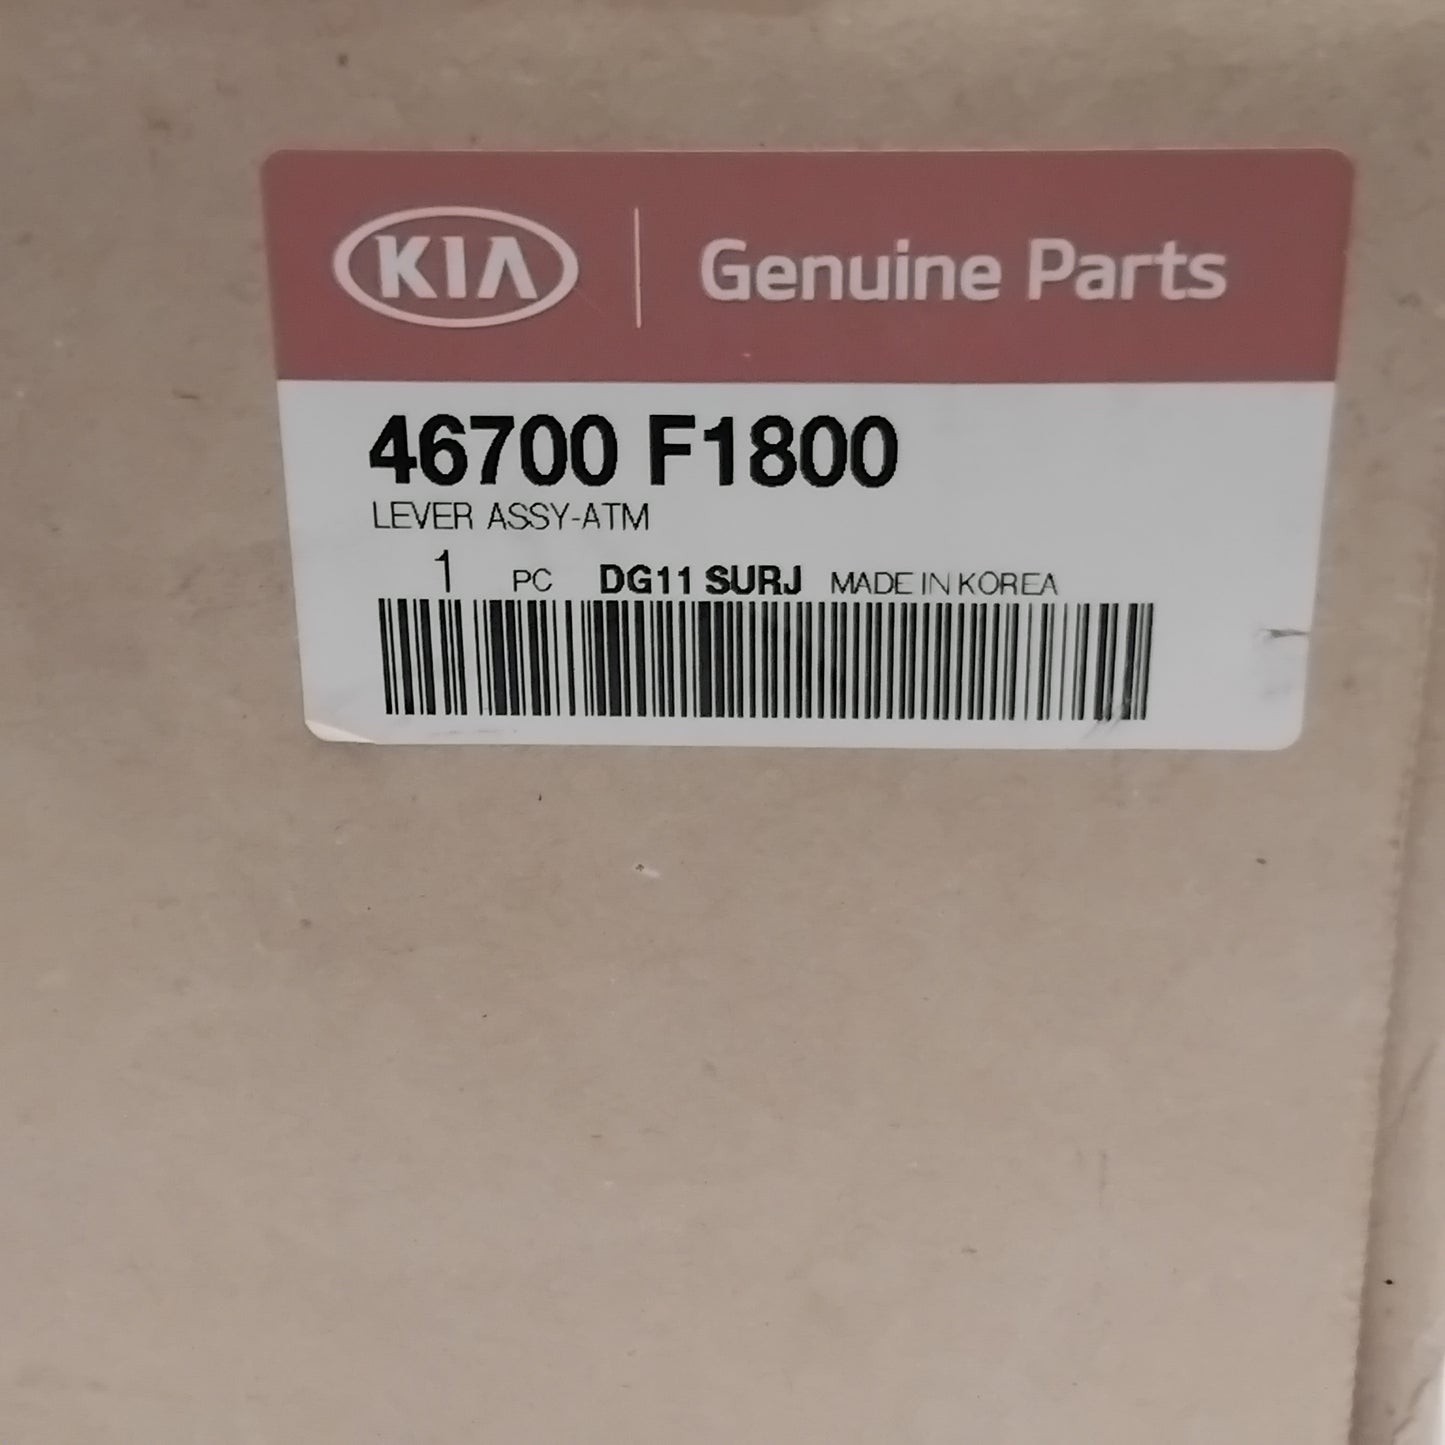 KIA Genuine Parts
46700 F1800
LEVER ASSY-ATM
1 PC DG11 SURJ MADE IN KOREA